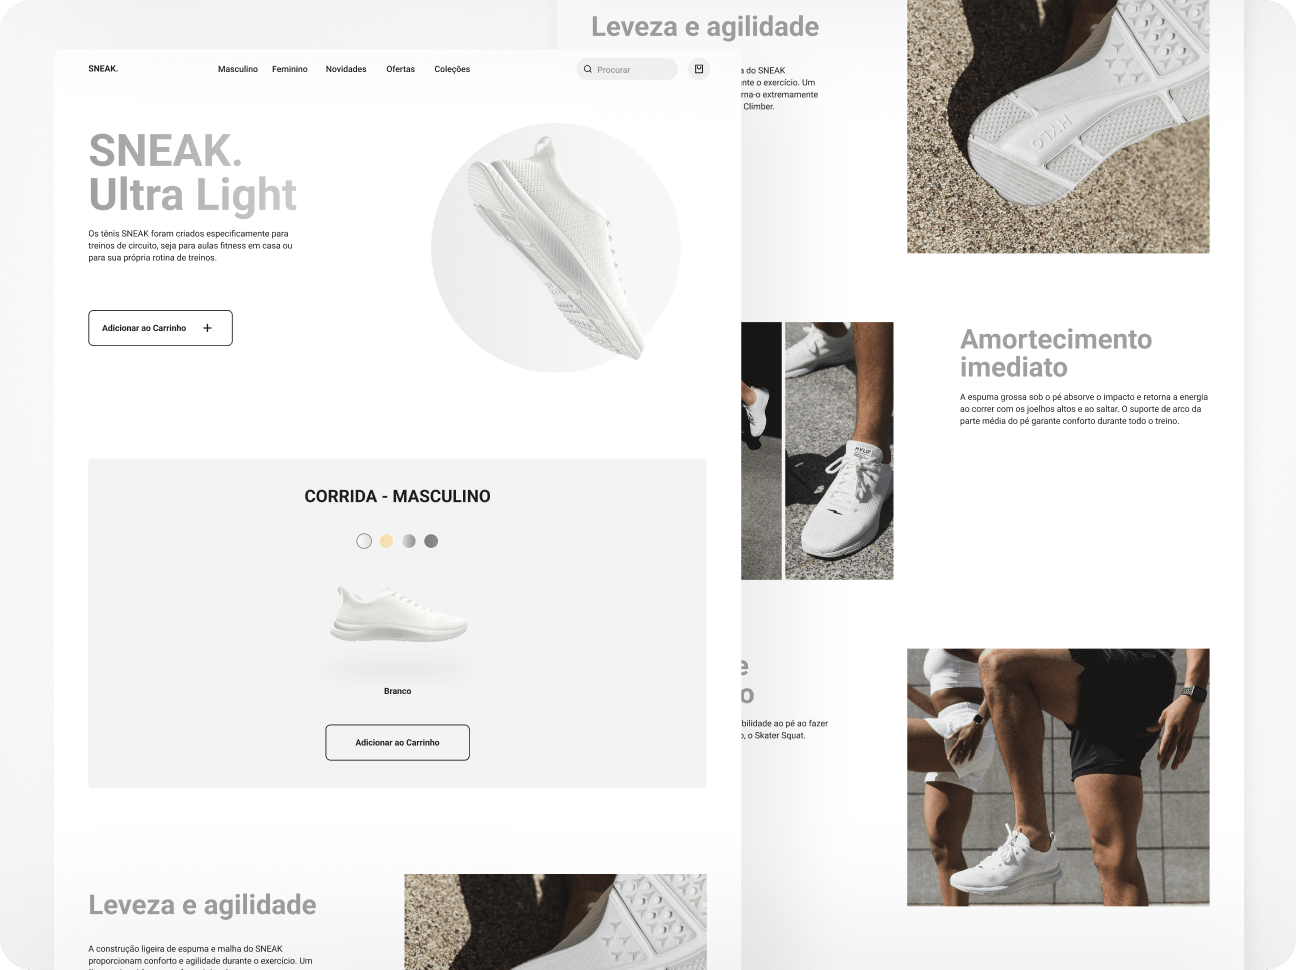 SNEAK.
Masculino
Feminino
Novidades
Ofertas
Coleções
Procurar
SNEAK.
Ultra Light
Os tênis SNEAK foram criados especificamente para
treinos de circuito, seja para aulas fitness em casa ou
para sua própria rotina de treinos.
Adicionar ao Carrinho +
CORRIDA - MASCULINO
Branco
Adicionar ao Carrinho
Leveza e agilidade
A construção ligeira de espuma e malha do SNEAK
proporcionam conforto e agilidade durante o exercício. Um
Leveza e agilidade
do SNEAK
o exercício. Um
extremamente
Climber.
HYLO
HYLO
Amortecimento
imediato
A espuma grossa sob o pé absorve o impacto e retorna a energia
ao correr com os joelhos altos e ao saltar. O suporte de arco da
parte média do pé garante conforto durante todo o treino.
ao pé ao fazer
o Skater Squat.